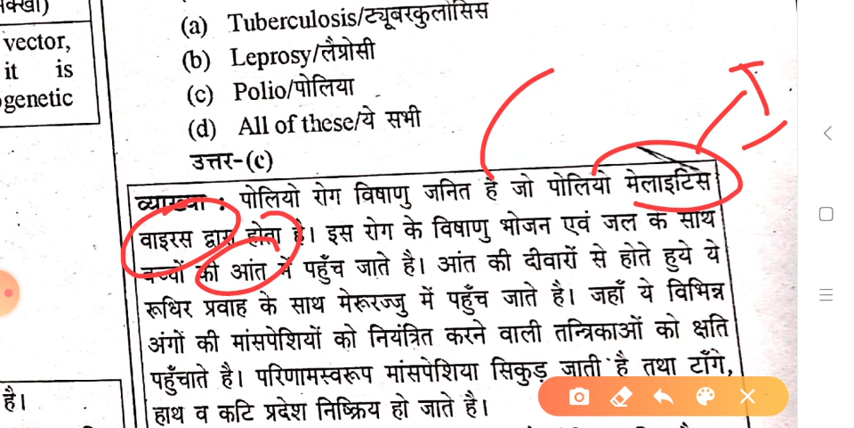 vector,
it is
genetic
है।
(a) Tuberculosis/ट्यूबरकुलोसिस
(b) Leprosy/लैप्रोसी
(c) Polio/पोलिया
(d) All of these/ये सभी
उत्तर-(c)
व्याख्या : पोलियो रोग विषाणु जनित है जो पोलियो मेलाइटिस
वाइरस द्वारा होता है। इस रोग के विषाणु भोजन एवं जल के साथ
बच्चों की आंत में पहुँच जाते है। आंत की दीवारों से होते हुये ये
रूधिर प्रवाह के साथ मेरूरज्जु में पहुँच जाते है। जहाँ ये विभिन्न
अंगों की मांसपेशियों को नियंत्रित करने वाली तन्त्रिकाओं को क्षति
पहुँचाते है। परिणामस्वरूप मांसपेशिया सिकुड़ जाती है तथा टाँगे,
हाथ व कटि प्रदेश निष्क्रिय हो जाते है।